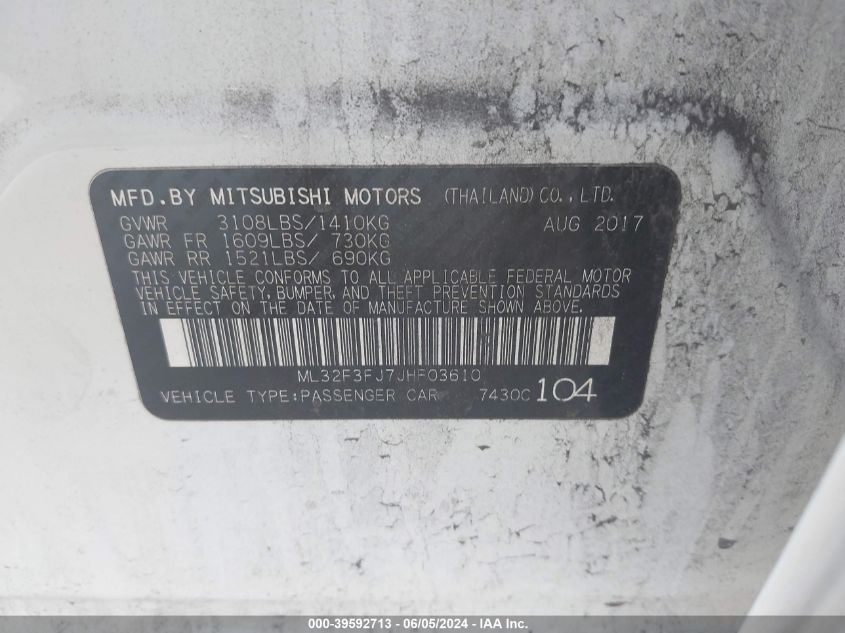 MFD.BY MITSUBISHI MOTORS (THAILAND)CO.,LTD.
GVWR 3108LBS/1410KG AUG 2017
GAWR FR 1609LBS/ 730KG
GAWR RR 1521LBS/ 690KG
THIS VEHICLE CONFORMS TO ALL APPLICABLE FEDERAL MOTOR
VEHICLE SAFETY, BUMPER, AND THEFT PREVENTION STANDARDS
IN EFFECT ON THE DATE OF MANUFACTURE SHOWN ABOVE.
ML32F3FJ7JHF03610
VEHICLE TYPE:PASSENGER CAR 7430C 104
000-39592713 - 06/05/2024 - IAA Inc.